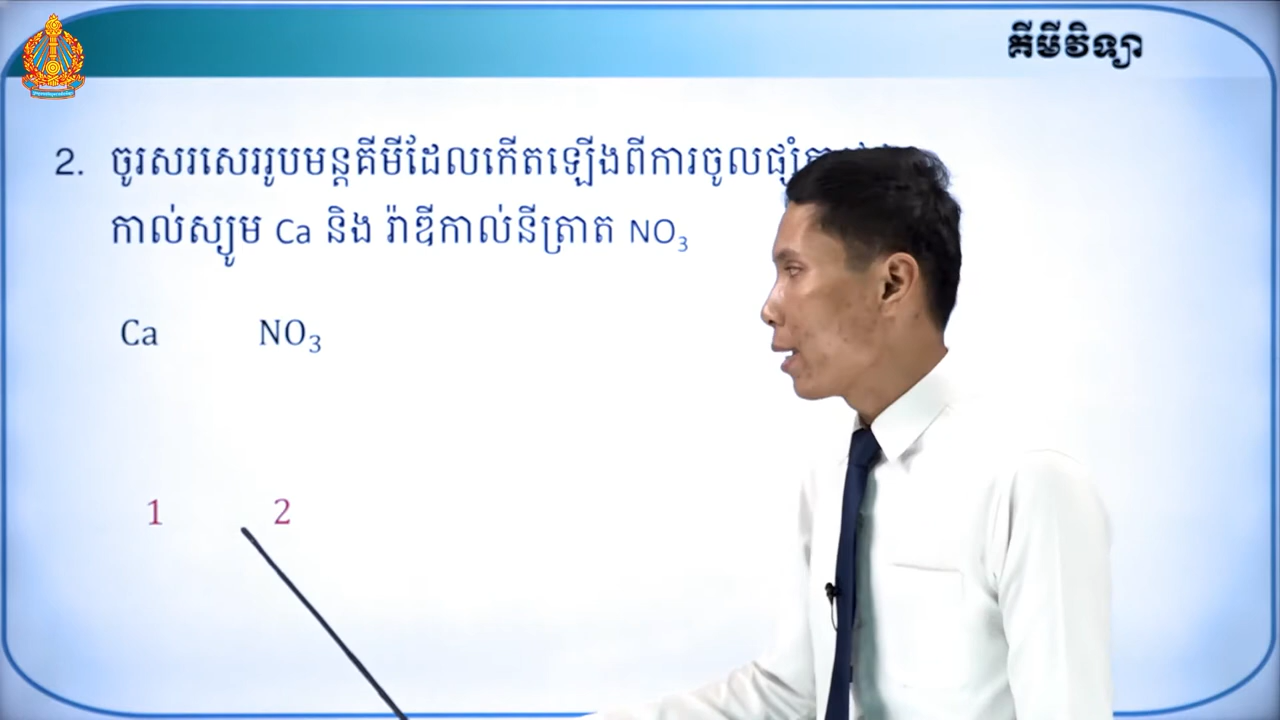 គីមីវិទ្យា
2. ចូរសរសេររូបមន្តគីមីដែលកើតឡើងពីការចូលផ្សំ
កាល់ស្យូម Ca និង រ៉ាឌីកាល់នីត្រាត NO₃
Ca NO₃
1 2